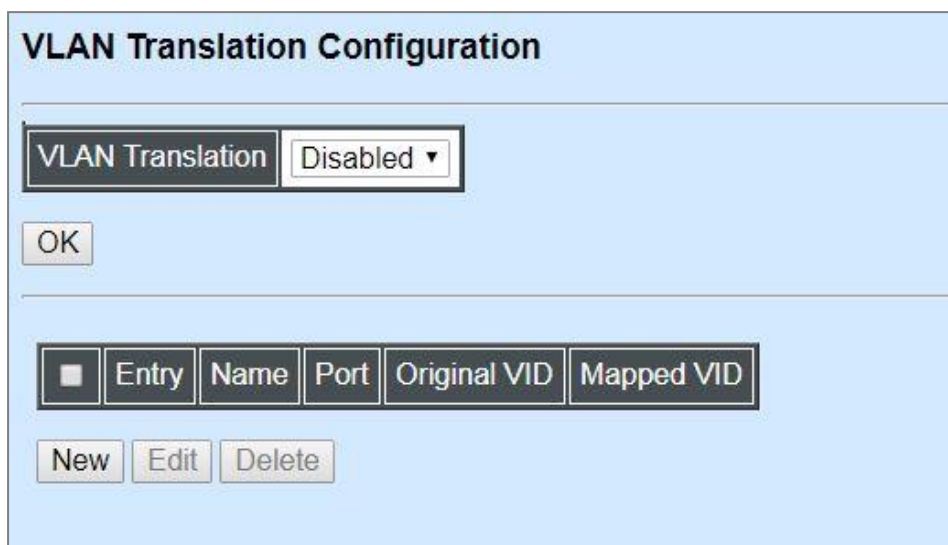 VLAN Translation Configuration
VLAN Translation Disabled
OK
Entry Name Port Original VID Mapped VID
New Edit Delete